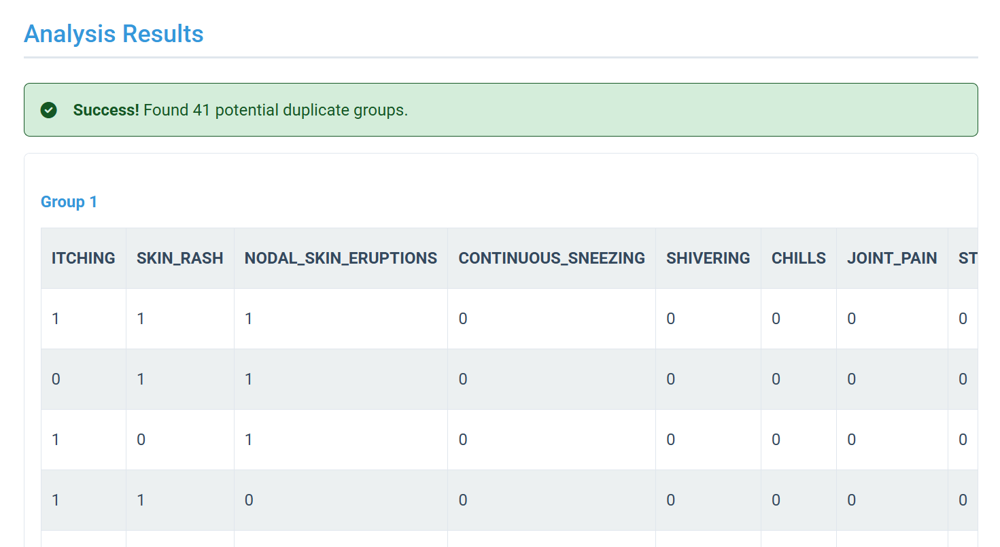 Analysis Results
Success! Found 41 potential duplicate groups.
Group 1
ITCHING SKIN_RASH NODAL_SKIN_ERUPTIONS CONTINUOUS_SNEEZING SHIVERING CHILLS JOINT_PAIN ST
1 1 1 0 0 0 0 0
0 1 1 0 0 0 0 0
1 0 1 0 0 0 0 0
1 1 0 0 0 0 0 0